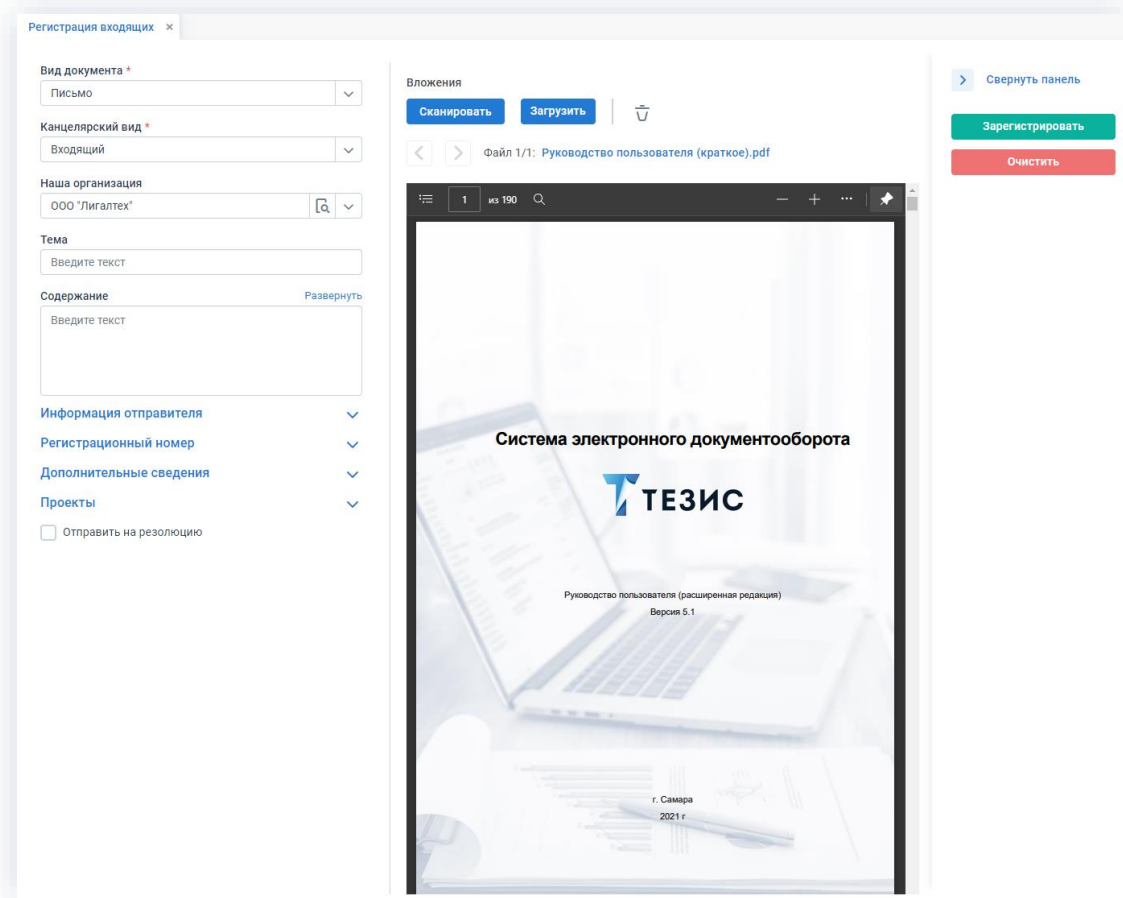 Регистрация входящих ×
Вид документа *
Письмо
Канцелярский вид *
Входящий
Наша организация
ООО "Лигалтех"
Тема
Введите текст
Содержание Развернуть
Введите текст
Информация отправителя
Регистрационный номер
Дополнительные сведения
Проекты
Отправить на резолюцию
Вложения
Сканировать Загрузить
Файл 1/1: Руководство пользователя (краткое).pdf
1 из 190
Система электронного документооборота
ТЕЗИС
Руководство пользователя (расширенная редакция)
Версия 5.1
г. Самара
2021 г
Свернуть панель
Зарегистрировать
Очистить